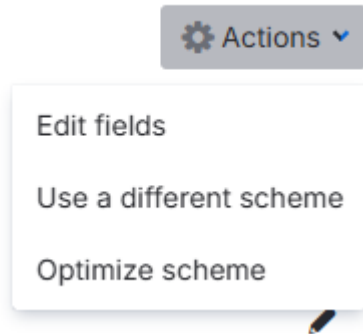 Actions
Edit fields
Use a different scheme
Optimize scheme